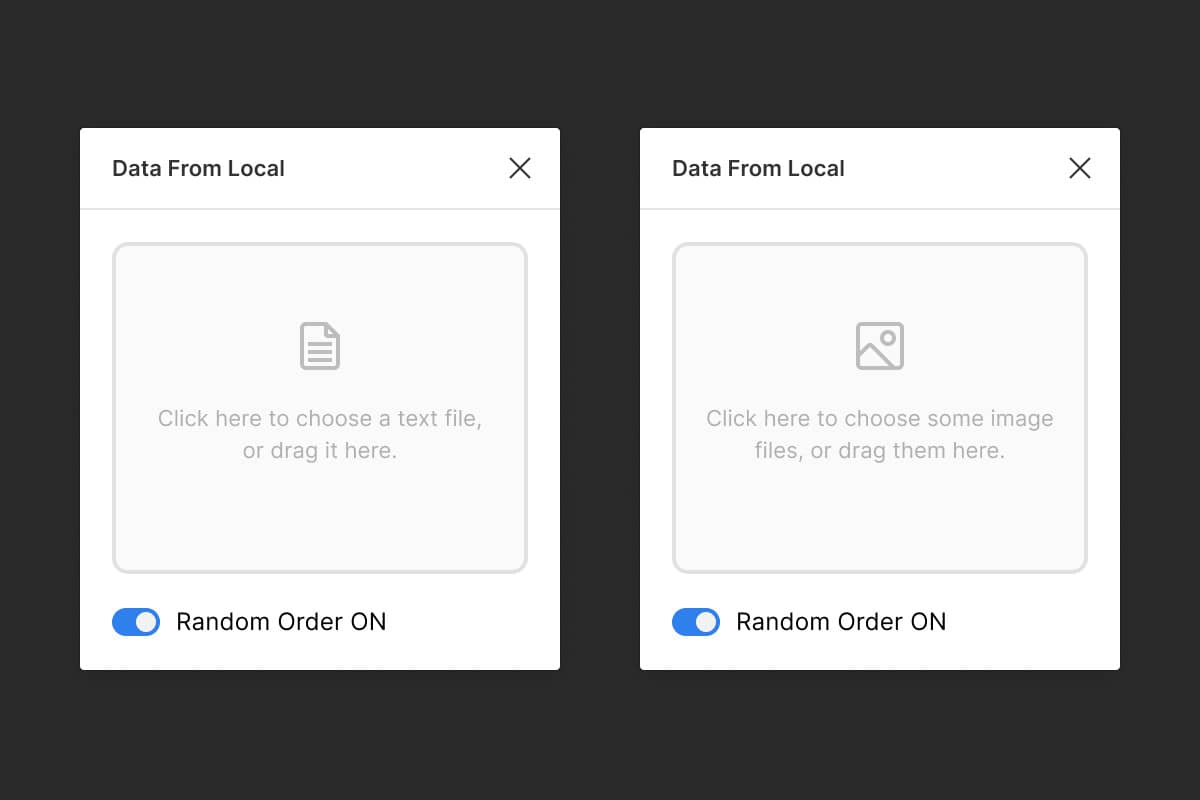 Data From Local
Click here to choose a text file,
or drag it here.
Random Order ON
Data From Local
Click here to choose some image
files, or drag them here.
Random Order ON